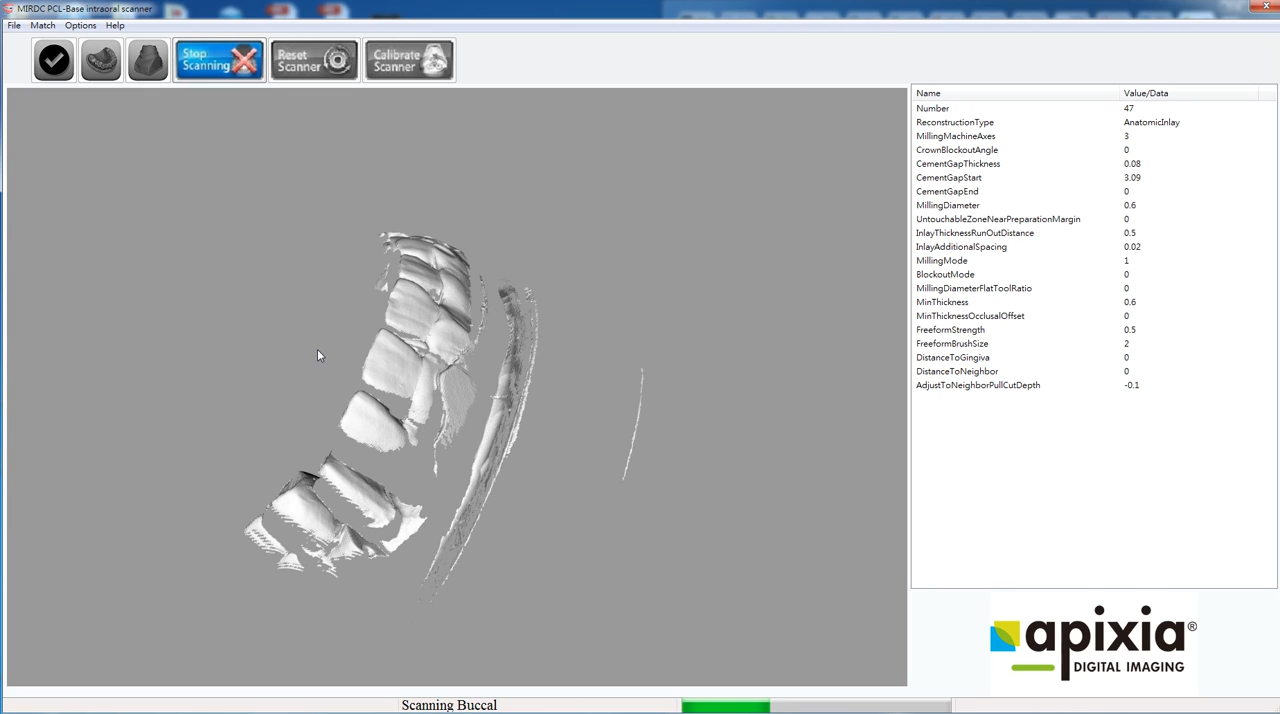 MIRDC PCL-Base intraoral scanner
File Match Options Help
Stop Scanning
Reset Scanner
Calibrate Scanner
Name Value/Data
Number 47
ReconstructionType AnatomicInlay
MillingMachineAxes 3
CrownBlockoutAngle 0
CementGapThickness 0.08
CementGapStart 3.09
CementGapEnd 0
MillingDiameter 0.6
UntouchableZoneNearPreparationMargin 0
InlayThicknessRunOutDistance 0.5
InlayAdditionalSpacing 0.02
MillingMode 1
BlockoutMode 0
MillingDiameterFlatToolRatio 0
MinThickness 0.6
MinThicknessOcclusalOffset 0
FreeformStrength 0.5
FreeformBrushSize 2
DistanceToGingiva 0
DistanceToNeighbor 0
AdjustToNeighborPullCutDepth -0.1
apixia®
DIGITAL IMAGING
Scanning Buccal